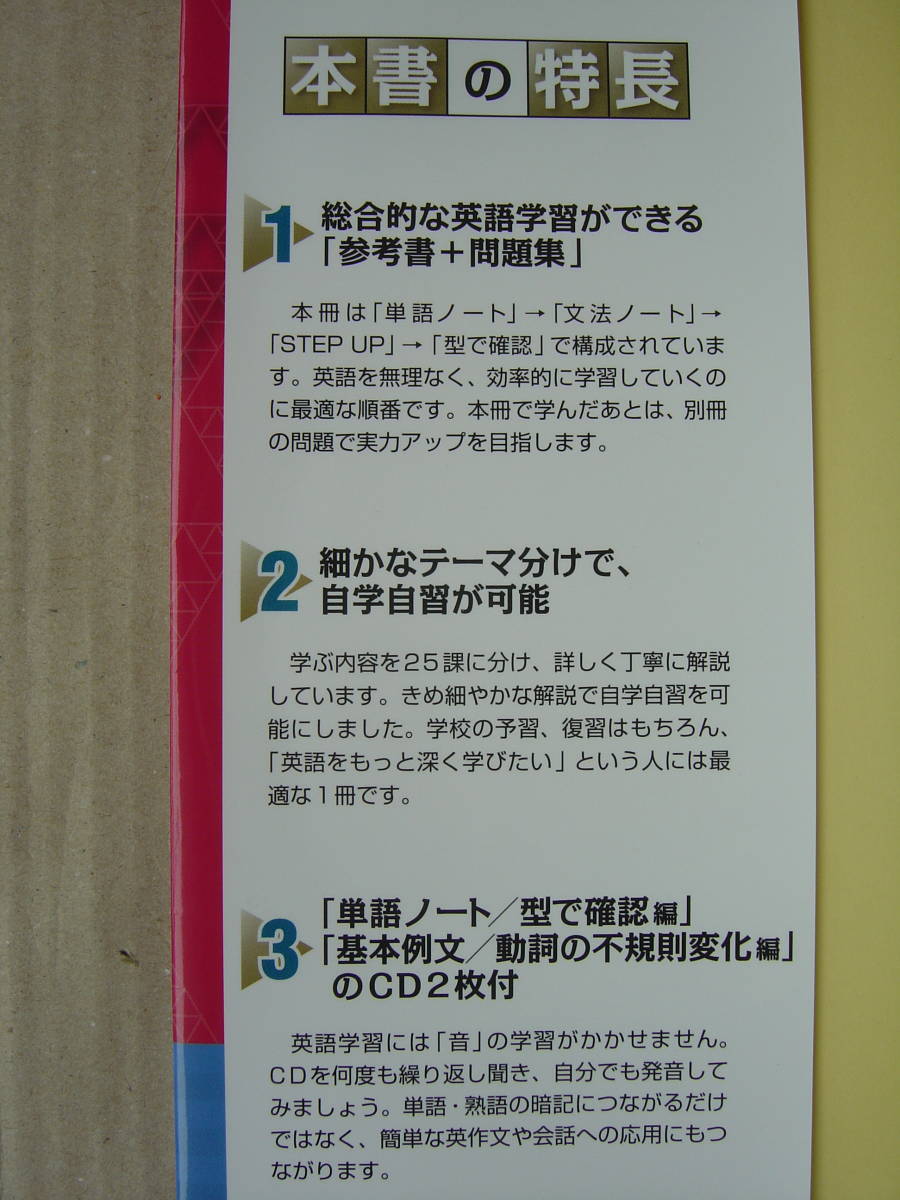 本書の特長
1 総合的な英語学習ができる
「参考書+問題集」
本冊は「単語ノート」→「文法ノート」→
「STEP UP」→「型で確認」で構成されていま
す。英語を無理なく、効率的に学習していくの
に最適な順番です。本冊で学んだあとは、別冊
の問題で実力アップを目指します。
2 細かなテーマ分けで、
自学自習が可能
学ぶ内容を25課に分け、詳しく丁寧に解説
しています。きめ細やかな解説で自学自習を可
能にしました。学校の予習、復習はもちろん、
「英語をもっと深く学びたい」という人には最
適な1冊です。
3 「単語ノート/型で確認編」
「基本例文/動詞の不規則変化編」
のCD2枚付
英語学習には「音」の学習がかかせません。
CDを何度も繰り返し聞き、自分でも発音して
みましょう。単語・熟語の暗記につながるだけ
ではなく、簡単な英作文や会話への応用にもつ
ながります。